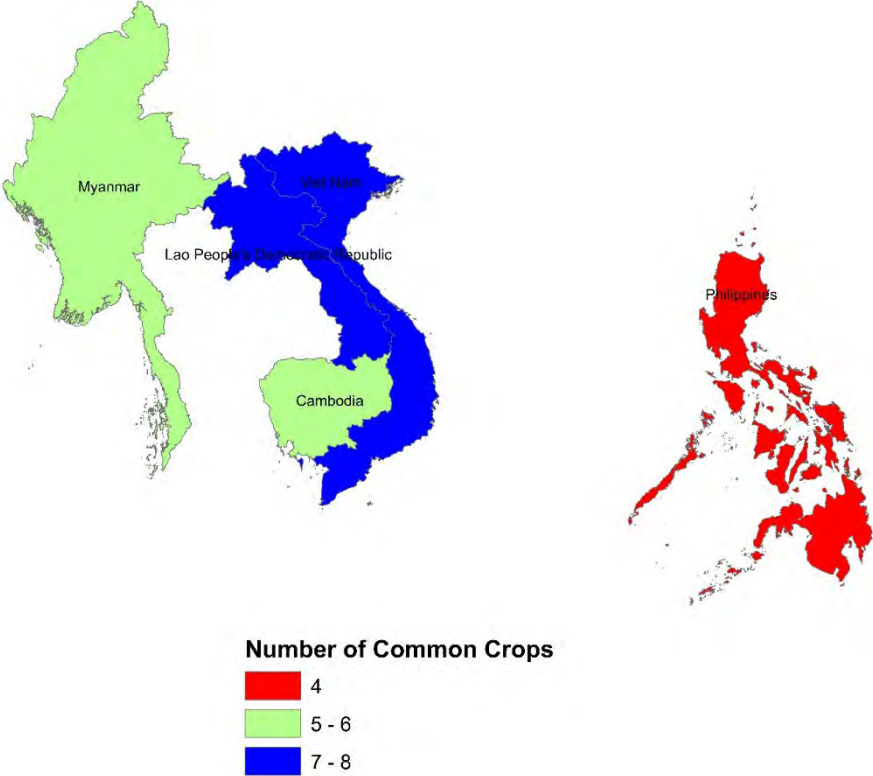 Myanmar
Viet Nam
Lao People's Democratic Republic
Philippines
Cambodia
Number of Common Crops
4
5 - 6
7 - 8